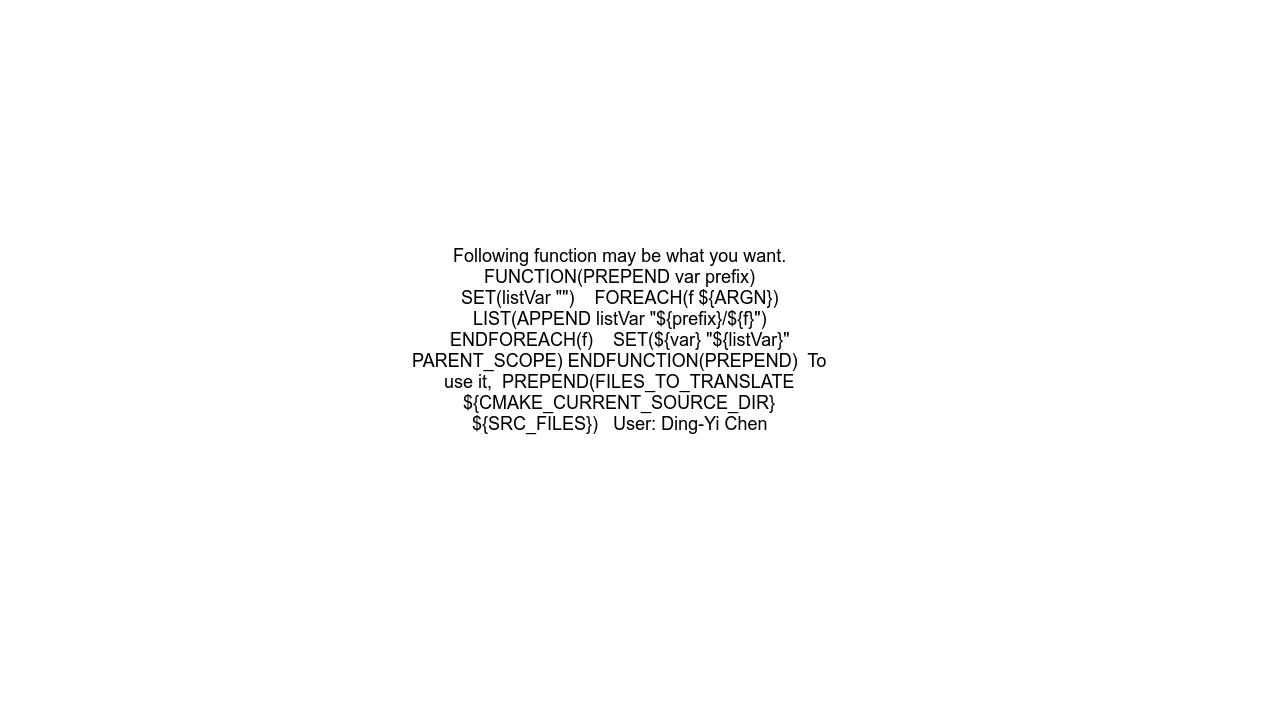 Following function may be what you want.
FUNCTION(PREPEND var prefix)
SET(listVar "")    FOREACH(f ${ARGN})
LIST(APPEND listVar "${prefix}/${f}")
ENDFOREACH(f)    SET(${var} "${listVar}"
PARENT_SCOPE) ENDFUNCTION(PREPEND)  To
use it,  PREPEND(FILES_TO_TRANSLATE
${CMAKE_CURRENT_SOURCE_DIR}
${SRC_FILES})   User: Ding-Yi Chen